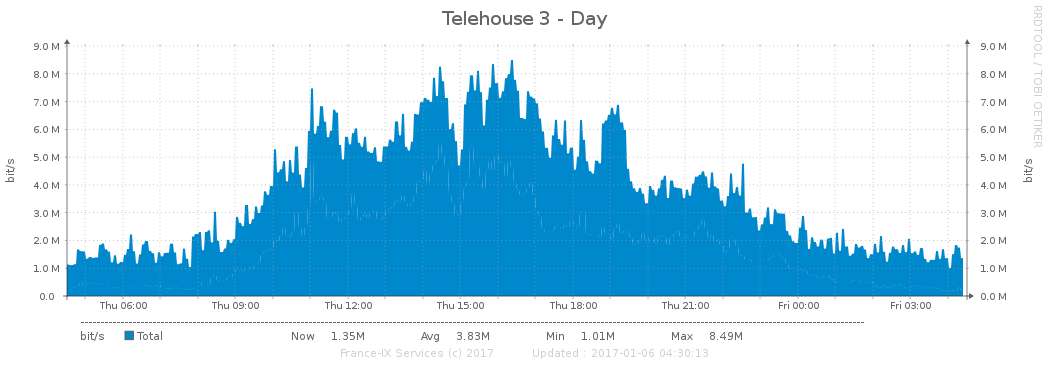 Telehouse 3 - Day
RRDTOOL / TOBI OETIKER
bit/s
9.0 M 9.0 M
8.0 M 8.0 M
7.0 M 7.0 M
6.0 M 6.0 M
5.0 M 5.0 M
4.0 M 4.0 M
3.0 M 3.0 M
2.0 M 2.0 M
1.0 M 1.0 M
0.0 0.0 M
bit/s
Thu 06:00 Thu 09:00 Thu 12:00 Thu 15:00 Thu 18:00 Thu 21:00 Fri 00:00 Fri 03:00
bit/s Total Now 1.35M Avg 3.83M Min 1.01M Max 8.49M
France-IX Services (c) 2017 Updated : 2017-01-06 04:30:13